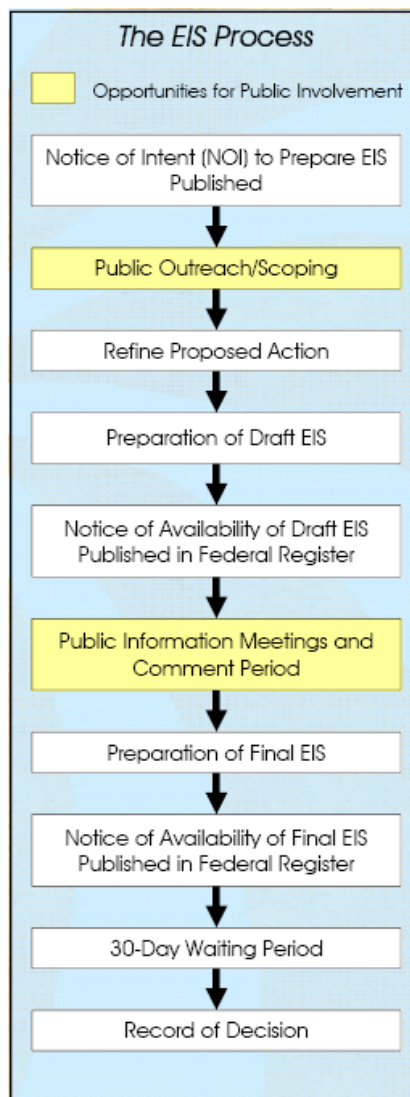 The EIS Process
Opportunities for Public Involvement
Notice of Intent (NOI) to Prepare EIS
Published
Public Outreach/Scoping
Refine Proposed Action
Preparation of Draft EIS
Notice of Availability of Draft EIS
Published in Federal Register
Public Information Meetings and
Comment Period
Preparation of Final EIS
Notice of Availability of Final EIS
Published in Federal Register
30-Day Waiting Period
Record of Decision